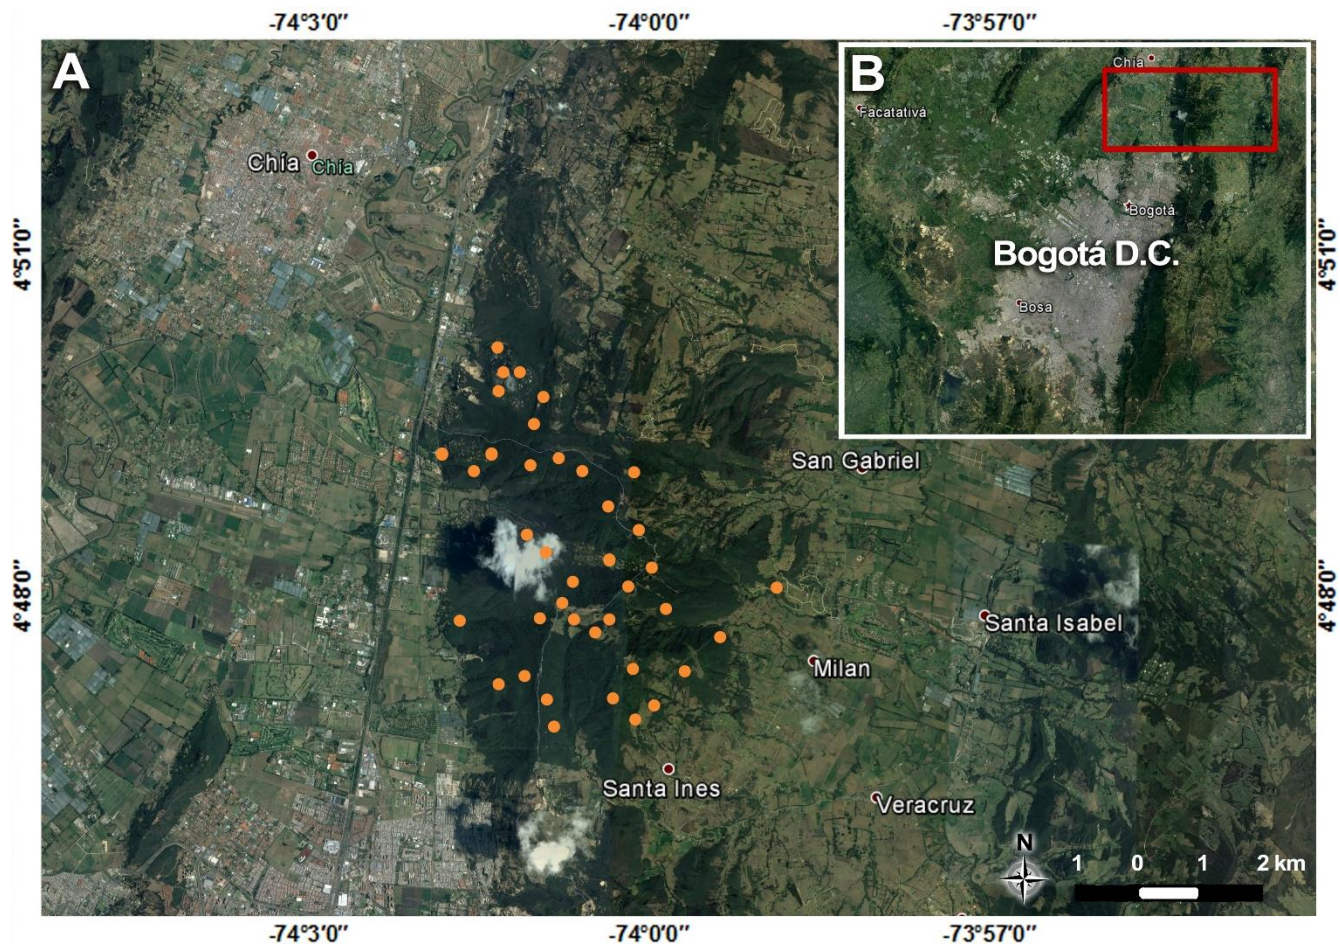 -74°3'0" -74°0'0" -73°57'0"
A
B
Chía
Facatativá
Chía Chía
Bogotá
4°51'0"
4°51'0"
Bogotá D.C.
Bosa
San Gabriel
4°48'0"
4°48'0"
Santa Isabel
Milan
Santa Ines
Veracruz
N
1 0 1 2 km
-74°3'0" -74°0'0" -73°57'0"